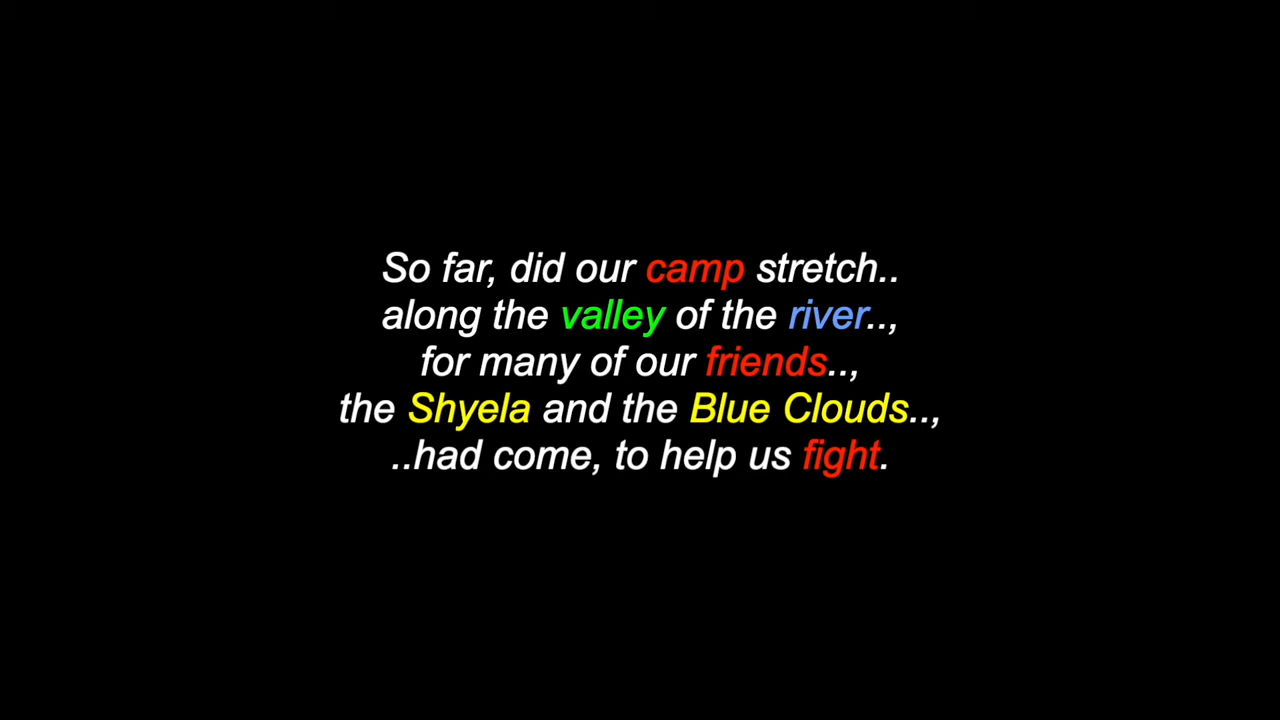 So far, did our camp stretch..
along the valley of the river..,
for many of our friends..,
the Shyela and the Blue Clouds..,
..had come, to help us fight.